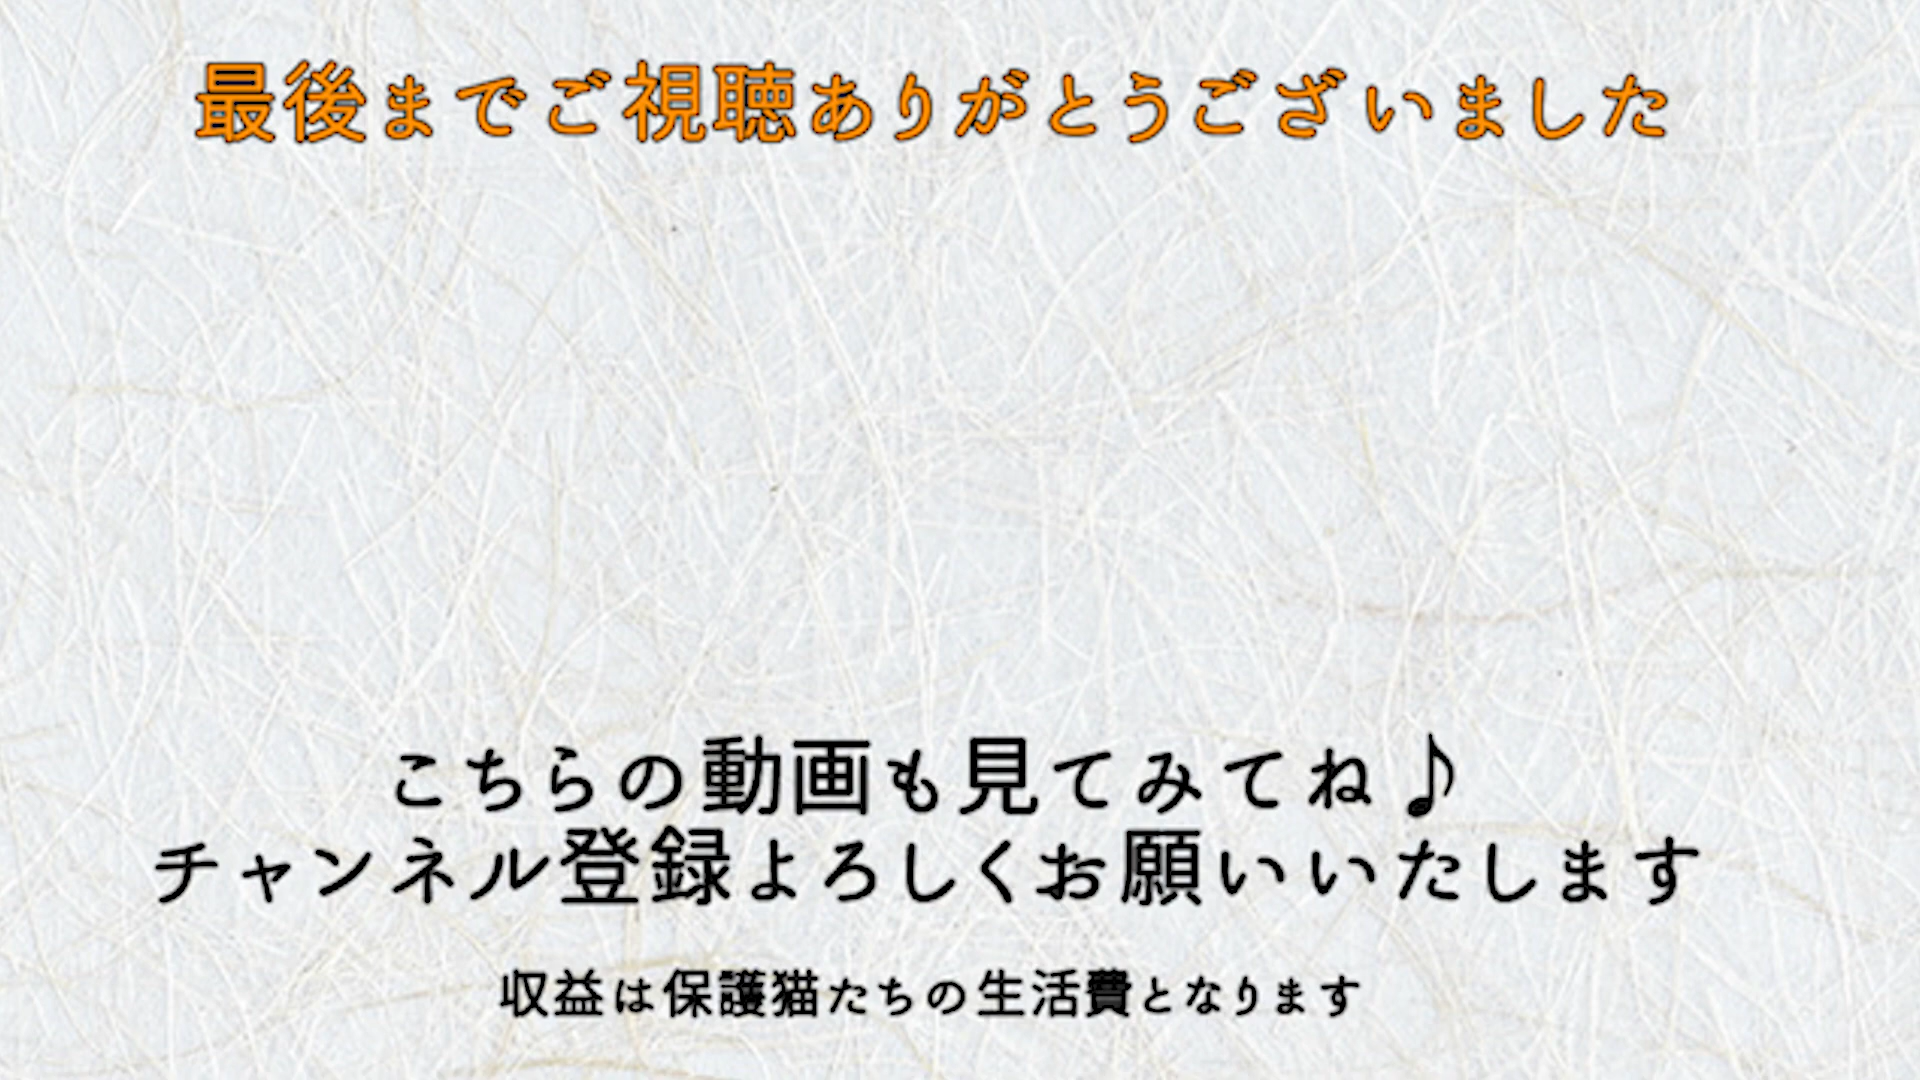 最後までご視聴ありがとうございました
こちらの動画も見てみてね♪
チャンネル登録よろしくお願いいたします
収益は保護猫たちの生活費となります